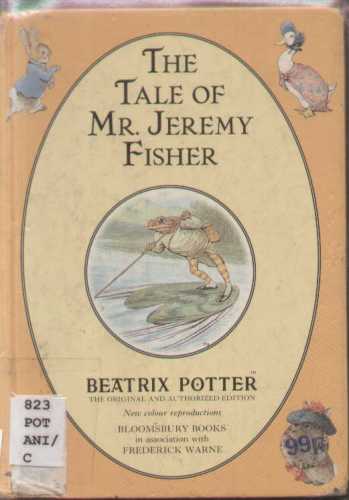 THE
TALE OF
MR. JEREMY
FISHER
BEATRIX POTTER™
THE ORIGINAL AND AUTHORIZED EDITION
New colour reproductions
BLOOMSBURY BOOKS
in association with
FREDERICK WARNE
823
POT
ANI/
C
99p